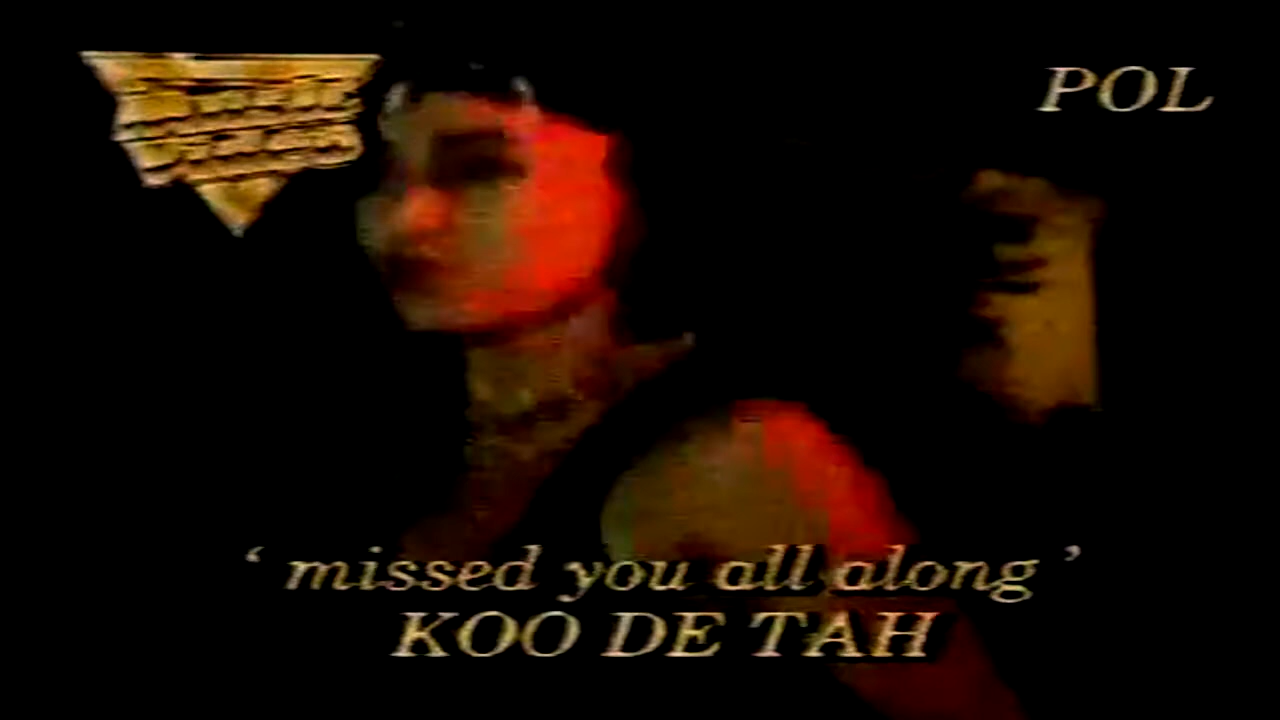 POL
‘ missed you all along ’
KOO DE TAH